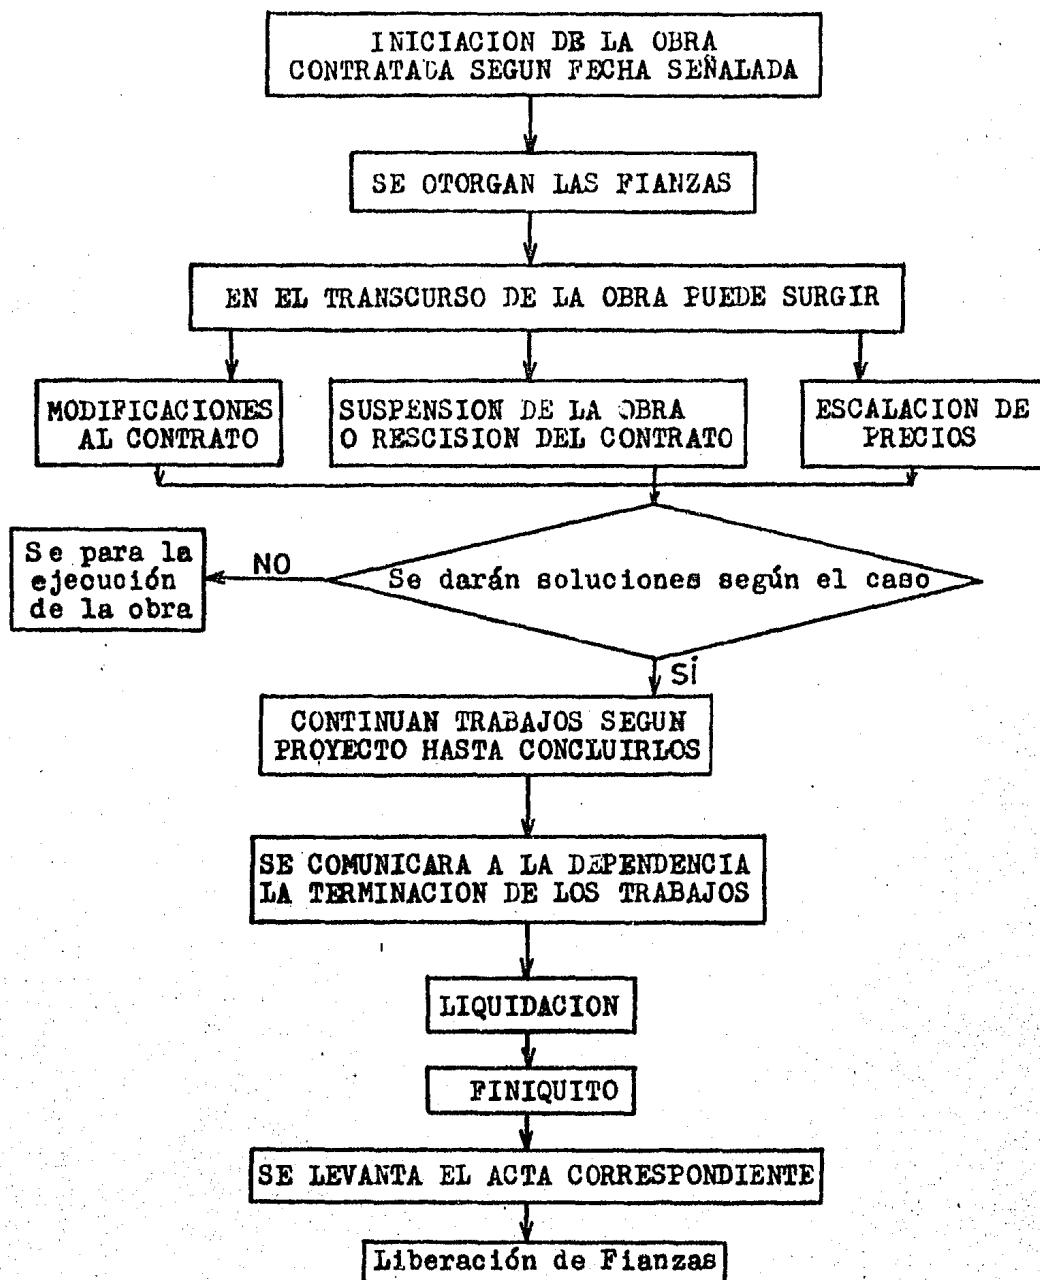 INICIACION DE LA OBRA
CONTRATADA SEGUN FECHA SEÑALADA
SE OTORGAN LAS FIANZAS
EN EL TRANSCURSO DE LA OBRA PUEDE SURGIR
MODIFICACIONES
AL CONTRATO
SUSPENSION DE LA OBRA
O RESCISION DEL CONTRATO
ESCALACION DE
PRECIOS
Se para la
ejecución
de la obra
NO
Se darán soluciones según el caso
SI
CONTINUAN TRABAJOS SEGUN
PROYECTO HASTA CONCLUIRLOS
SE COMUNICARA A LA DEPENDENCIA
LA TERMINACION DE LOS TRABAJOS
LIQUIDACION
FINIQUITO
SE LEVANTA EL ACTA CORRESPONDIENTE
Liberación de Fianzas